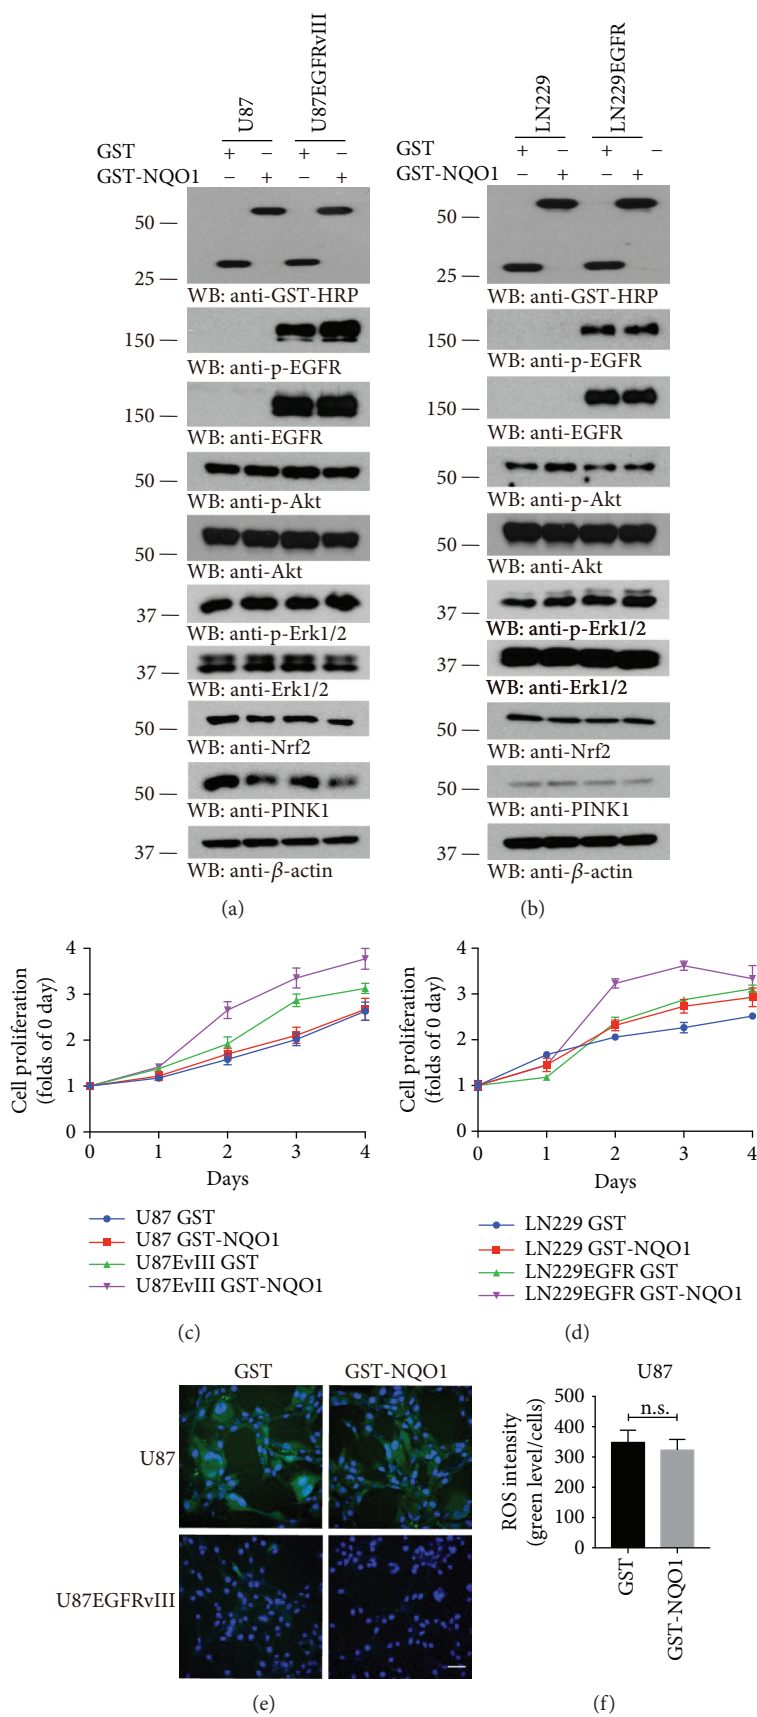 U87
U87EGFRvIII
GST + − + −
GST-NQO1 − + − +
50
25
WB: anti-GST-HRP
150
WB: anti-p-EGFR
150
WB: anti-EGFR
50
WB: anti-p-Akt
50
WB: anti-Akt
37
WB: anti-p-Erk1/2
37
WB: anti-Erk1/2
50
WB: anti-Nrf2
50
WB: anti-PINK1
37
WB: anti-β-actin
(a)
LN229
LN229EGFR
GST + − + −
GST-NQO1 − + − +
50
25
WB: anti-GST-HRP
150
WB: anti-p-EGFR
150
WB: anti-EGFR
50
WB: anti-p-Akt
50
WB: anti-Akt
37
WB: anti-p-Erk1/2
37
WB: anti-Erk1/2
50
WB: anti-Nrf2
50
WB: anti-PINK1
37
WB: anti-β-actin
(b)
Cell proliferation
(folds of 0 day)
4
3
2
1
0
0 1 2 3 4
Days
U87 GST
U87 GST-NQO1
U87EvIII GST
U87EvIII GST-NQO1
(c)
Cell proliferation
(folds of 0 day)
4
3
2
1
0
0 1 2 3 4
Days
LN229 GST
LN229 GST-NQO1
LN229EGFR GST
LN229EGFR GST-NQO1
(d)
GST GST-NQO1
U87
U87EGFRvIII
(e)
U87
ROS intensity
(green level/cells)
500
400
300
200
100
0
n.s.
GST
GST-NQO1
(f)